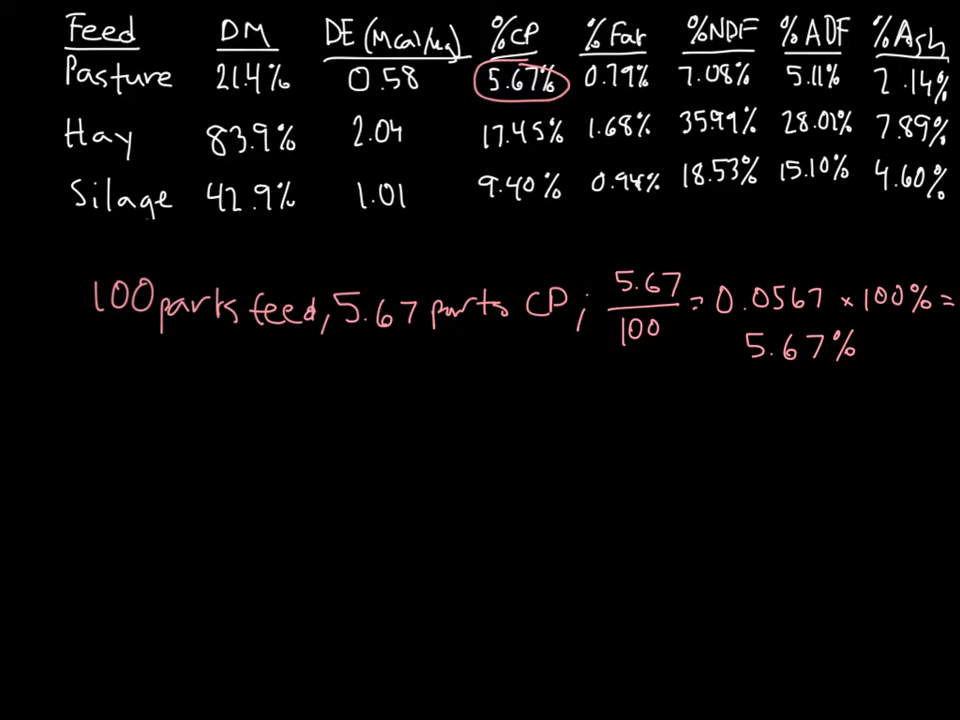 Feed DM DE (Mcal/kg) %CP %Fat %NDF %ADF %Ash
Pasture 21.4% 0.58 5.67% 0.79% 7.08% 5.11% 2.14%
Hay 83.9% 2.04 17.45% 1.68% 35.99% 28.01% 7.89%
Silage 42.9% 1.01 9.40% 0.94% 18.53% 15.10% 4.60%
100 parts feed, 5.67 parts CP; 5.67/100 = 0.0567 × 100% =
5.67%